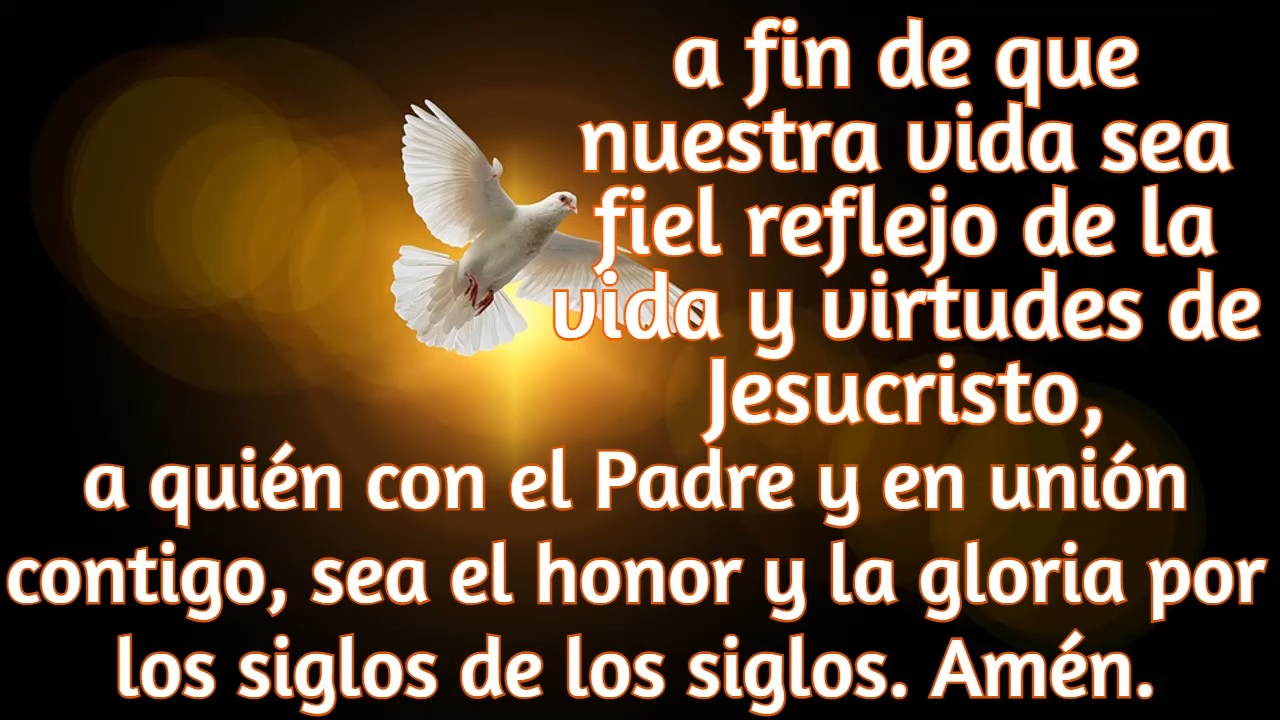 a fin de que
nuestra vida sea
fiel reflejo de la
vida y virtudes de
Jesucristo,
a quién con el Padre y en unión
contigo, sea el honor y la gloria por
los siglos de los siglos. Amén.